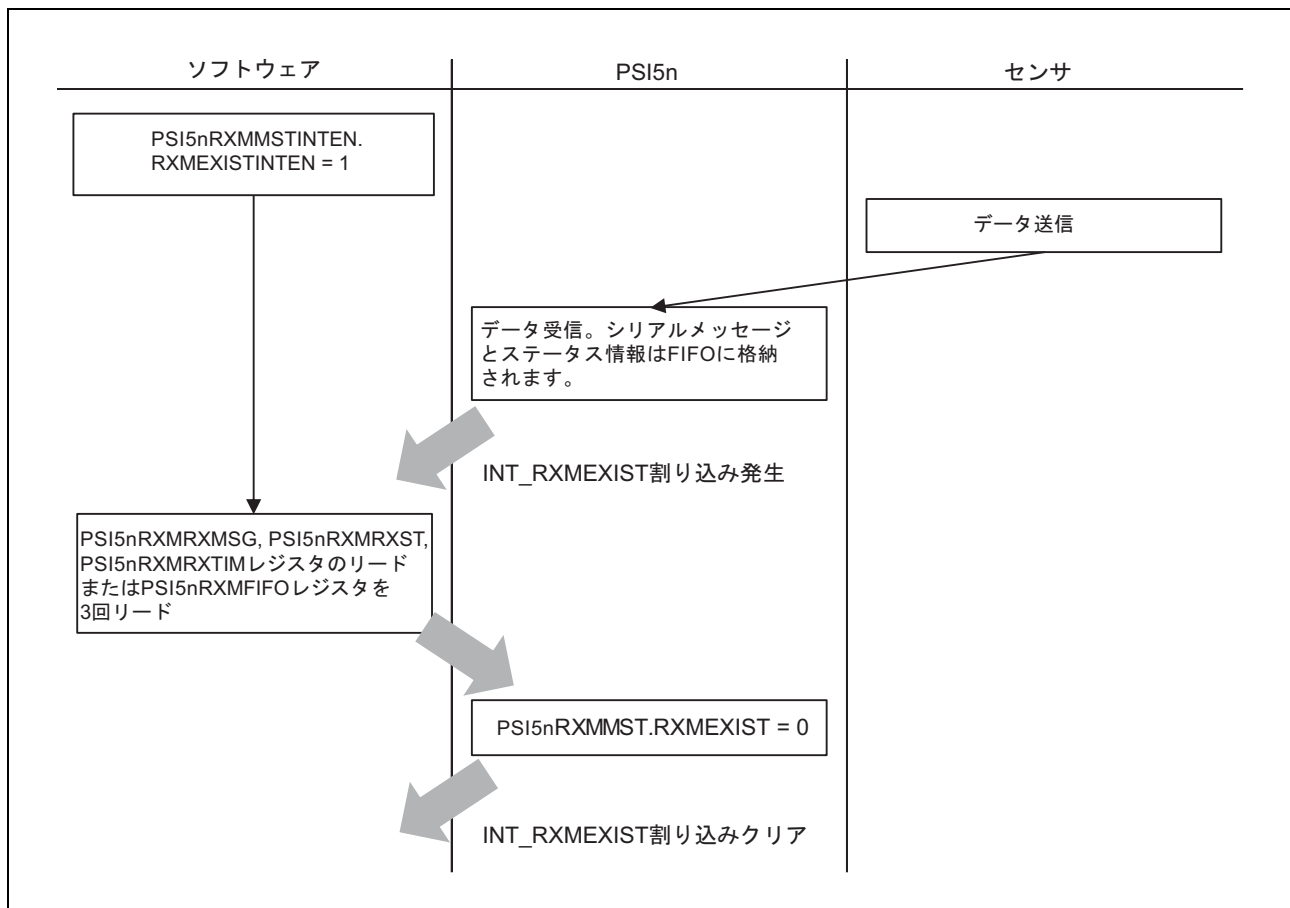 ソフトウェア
PSI5n
センサ
PSI5nRXMMSTINTEN.
RXMEXISTINTEN = 1
データ送信
データ受信。シリアルメッセージ
とステータス情報はFIFOに格納
されます。
INT_RXMEXIST割り込み発生
PSI5nRXMRXMSG, PSI5nRXMRXST,
PSI5nRXMRXTIMレジスタのリード
またはPSI5nRXMFIFOレジスタを
3回リード
PSI5nRXMMST.RXMEXIST = 0
INT_RXMEXIST割り込みクリア